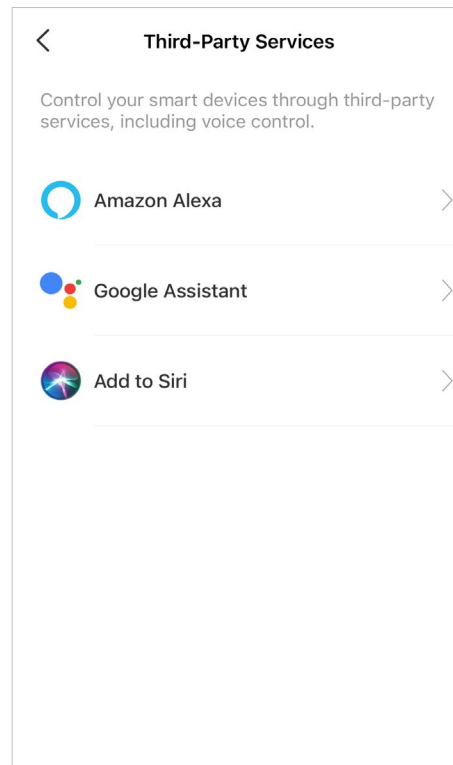 Third-Party Services
Control your smart devices through third-party
services, including voice control.
Amazon Alexa
Google Assistant
Add to Siri